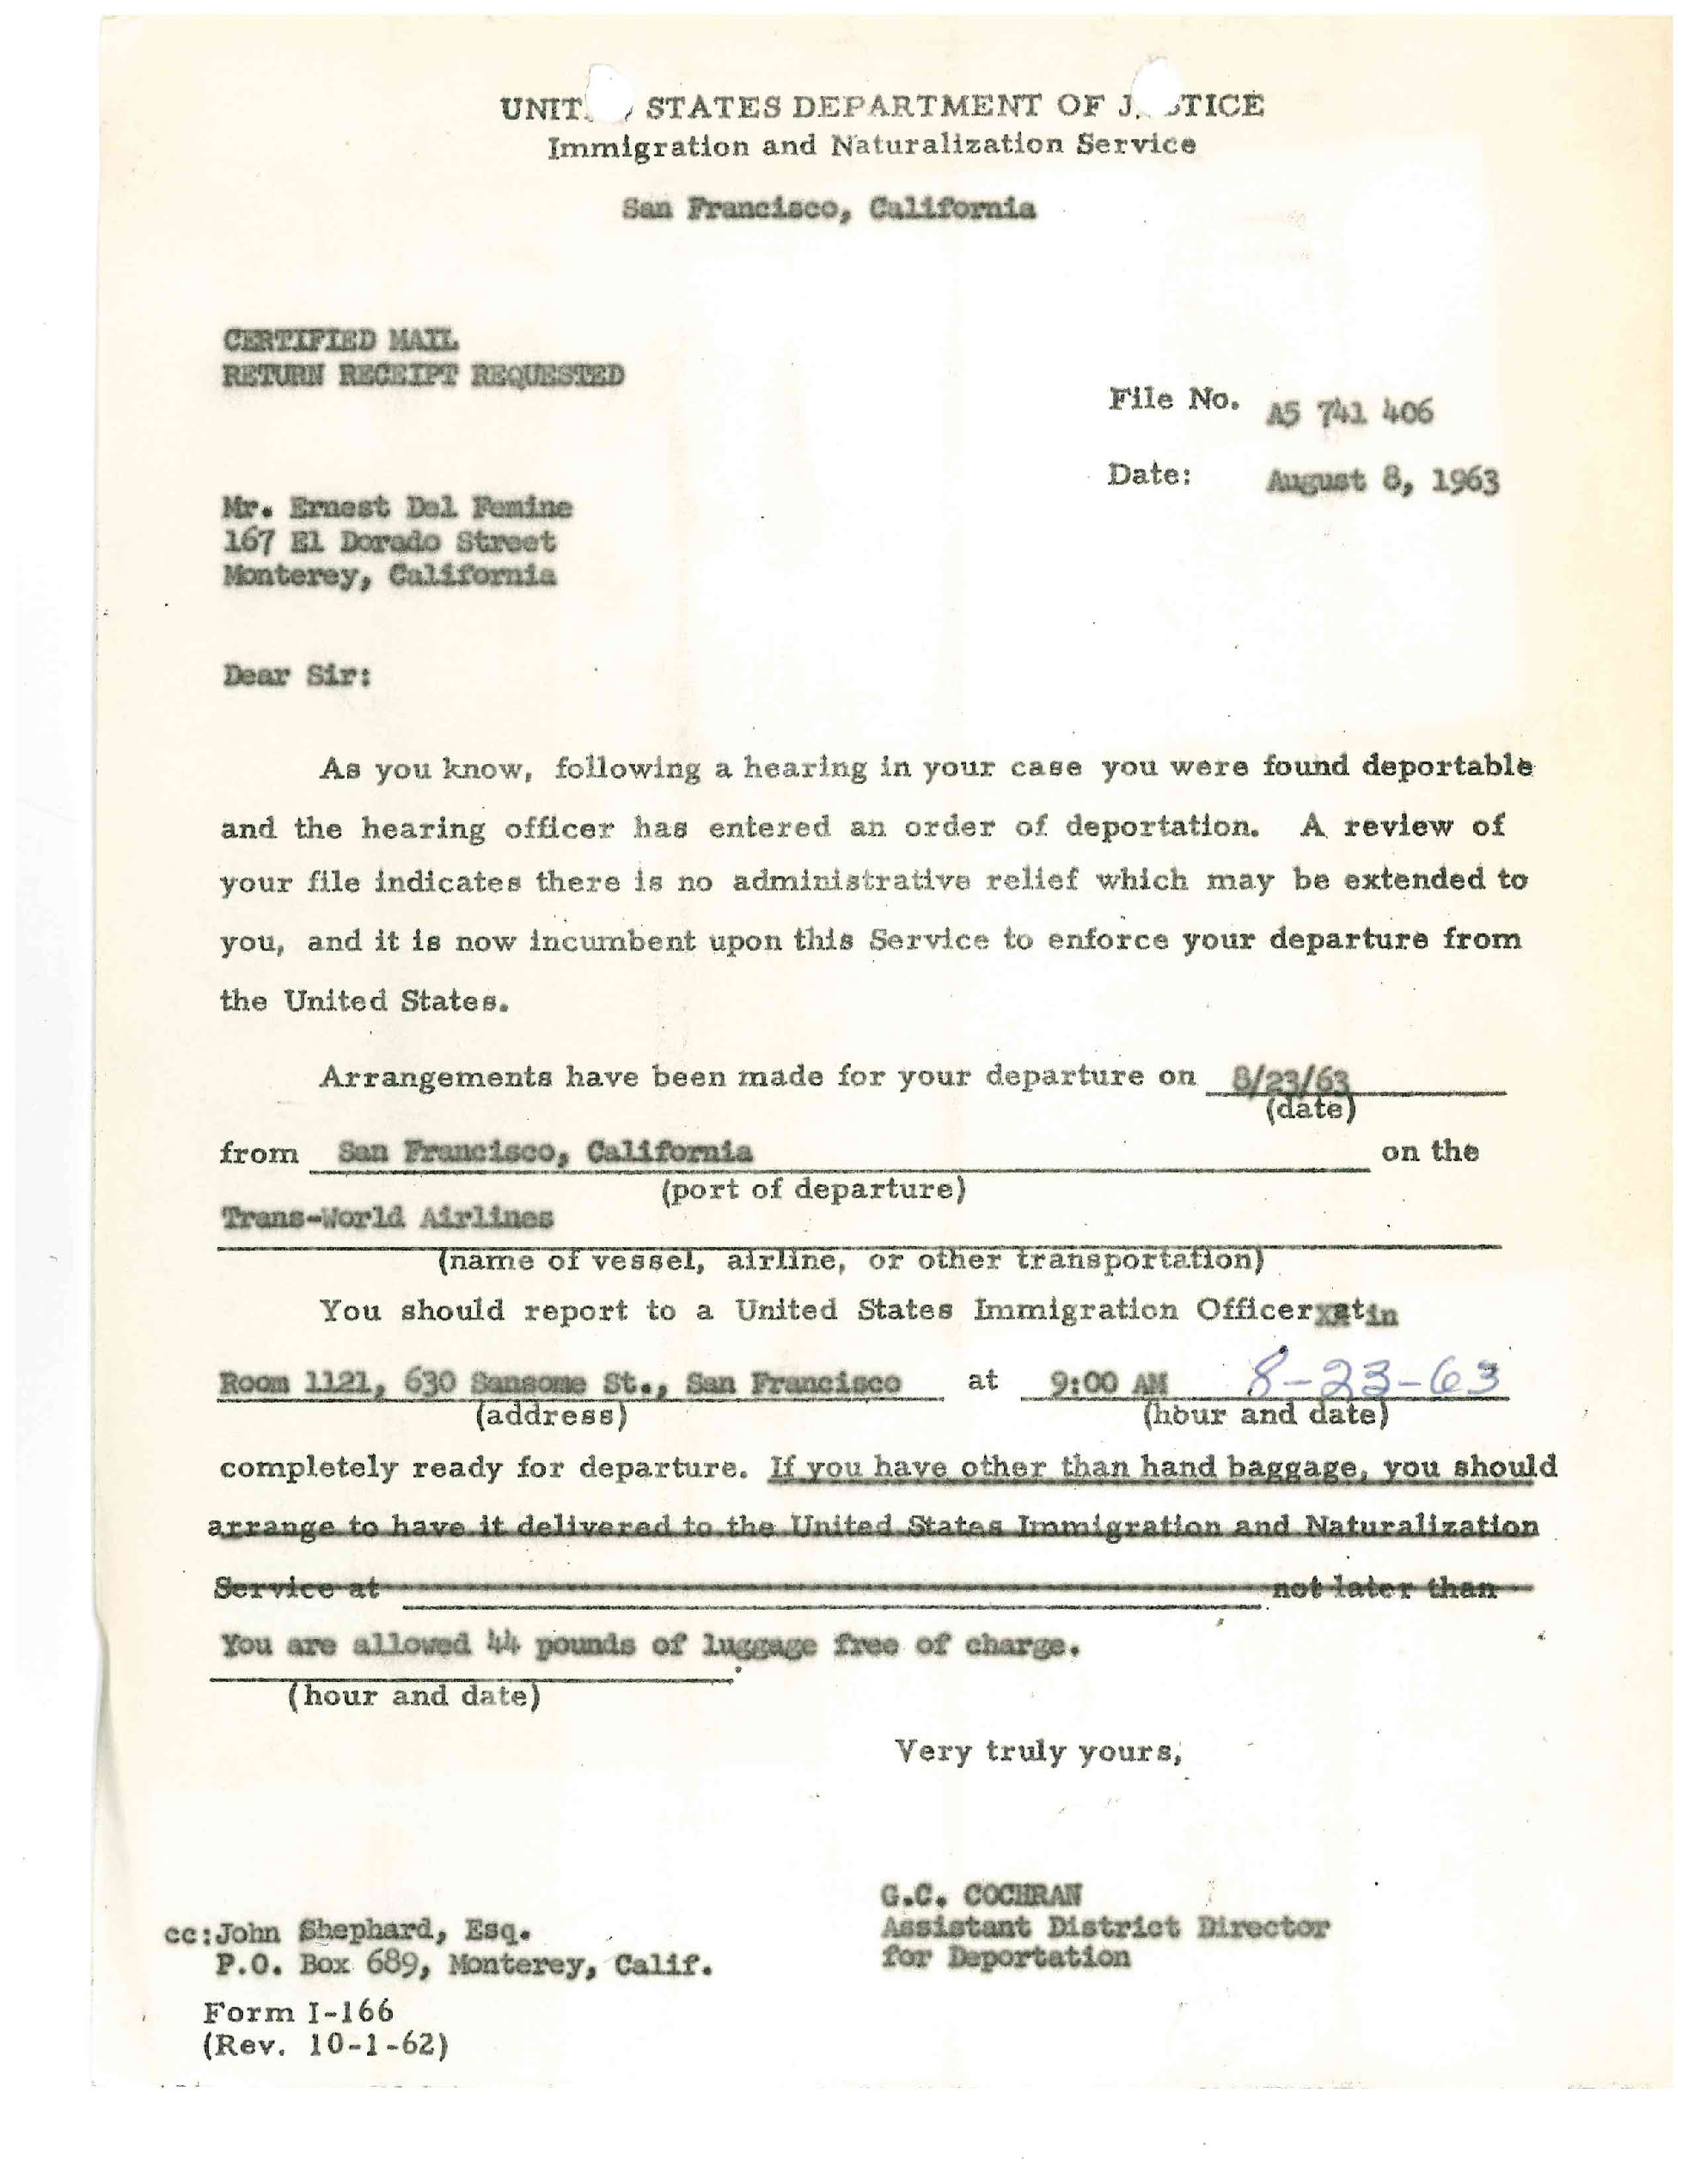 UNIT   STATES DEPARTMENT OF J  STICE
Immigration and Naturalization Service
San Francisco, California
CERTIFIED MAIL
RETURN RECEIPT REQUESTED
File No. A5 741 406
Date: August 8, 1963
Mr. Ernest Del Femine
167 El Dorado Street
Monterey, California
Dear Sir:
As you know, following a hearing in your case you were found deportable
and the hearing officer has entered an order of deportation. A review of
your file indicates there is no administrative relief which may be extended to
you, and it is now incumbent upon this Service to enforce your departure from
the United States.
Arrangements have been made for your departure on 8/23/63
(date)
from San Francisco, California on the
(port of departure)
Trans-World Airlines
(name of vessel, airline, or other transportation)
You should report to a United States Immigration Officer xat in
Room 1121, 630 Sansome St., San Francisco at 9:00 AM 8-23-63
(address) (hour and date)
completely ready for departure. If you have other than hand baggage, you should
arrange to have it delivered to the United States Immigration and Naturalization
Service at not later than
You are allowed 44 pounds of luggage free of charge.
(hour and date)
Very truly yours,
G.C. COCHRAN
Assistant District Director
for Deportation
cc:John Shephard, Esq.
P.O. Box 689, Monterey, Calif.
Form I-166
(Rev. 10-1-62)